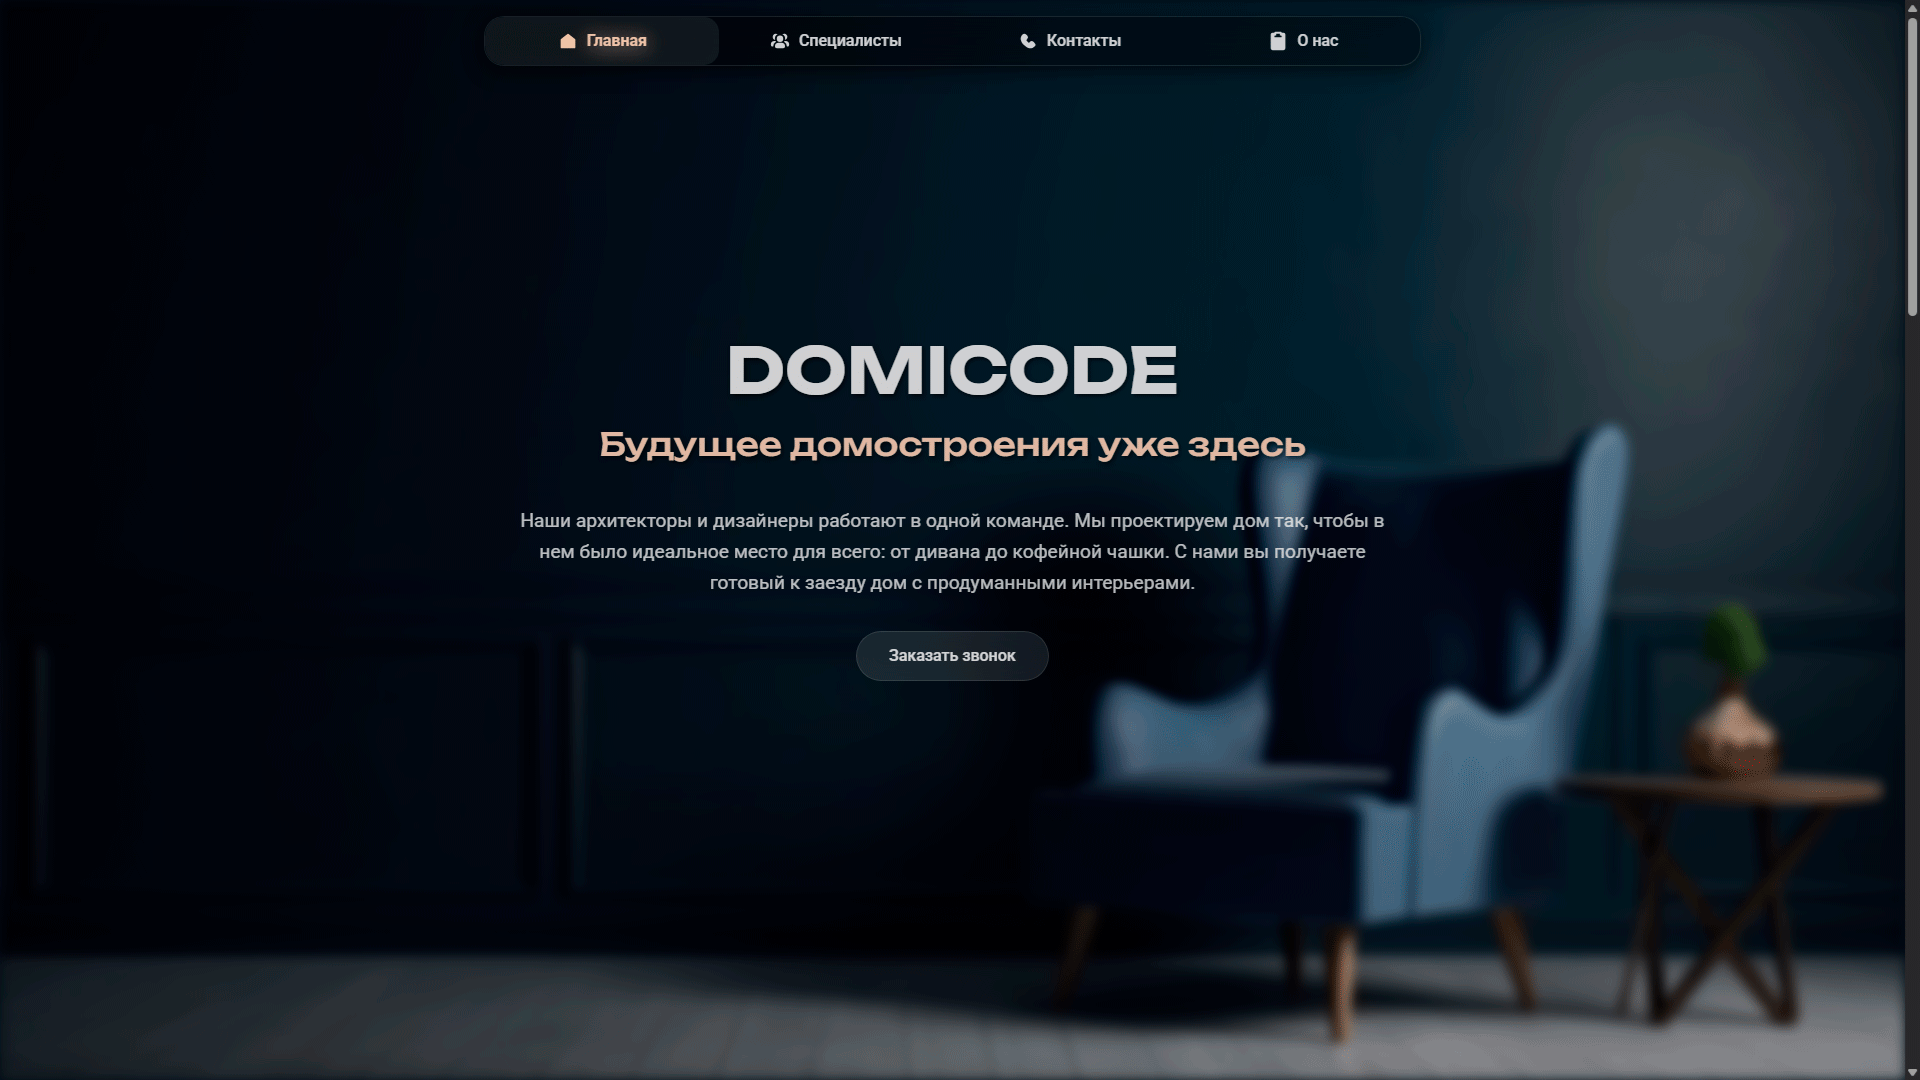 Главная
Специалисты
Контакты
О нас
DOMICODE
Будущее домостроения уже здесь
Наши архитекторы и дизайнеры работают в одной команде. Мы проектируем дом так, чтобы в
нем было идеальное место для всего: от дивана до кофейной чашки. С нами вы получаете
готовый к заезду дом с продуманными интерьерами.
Заказать звонок